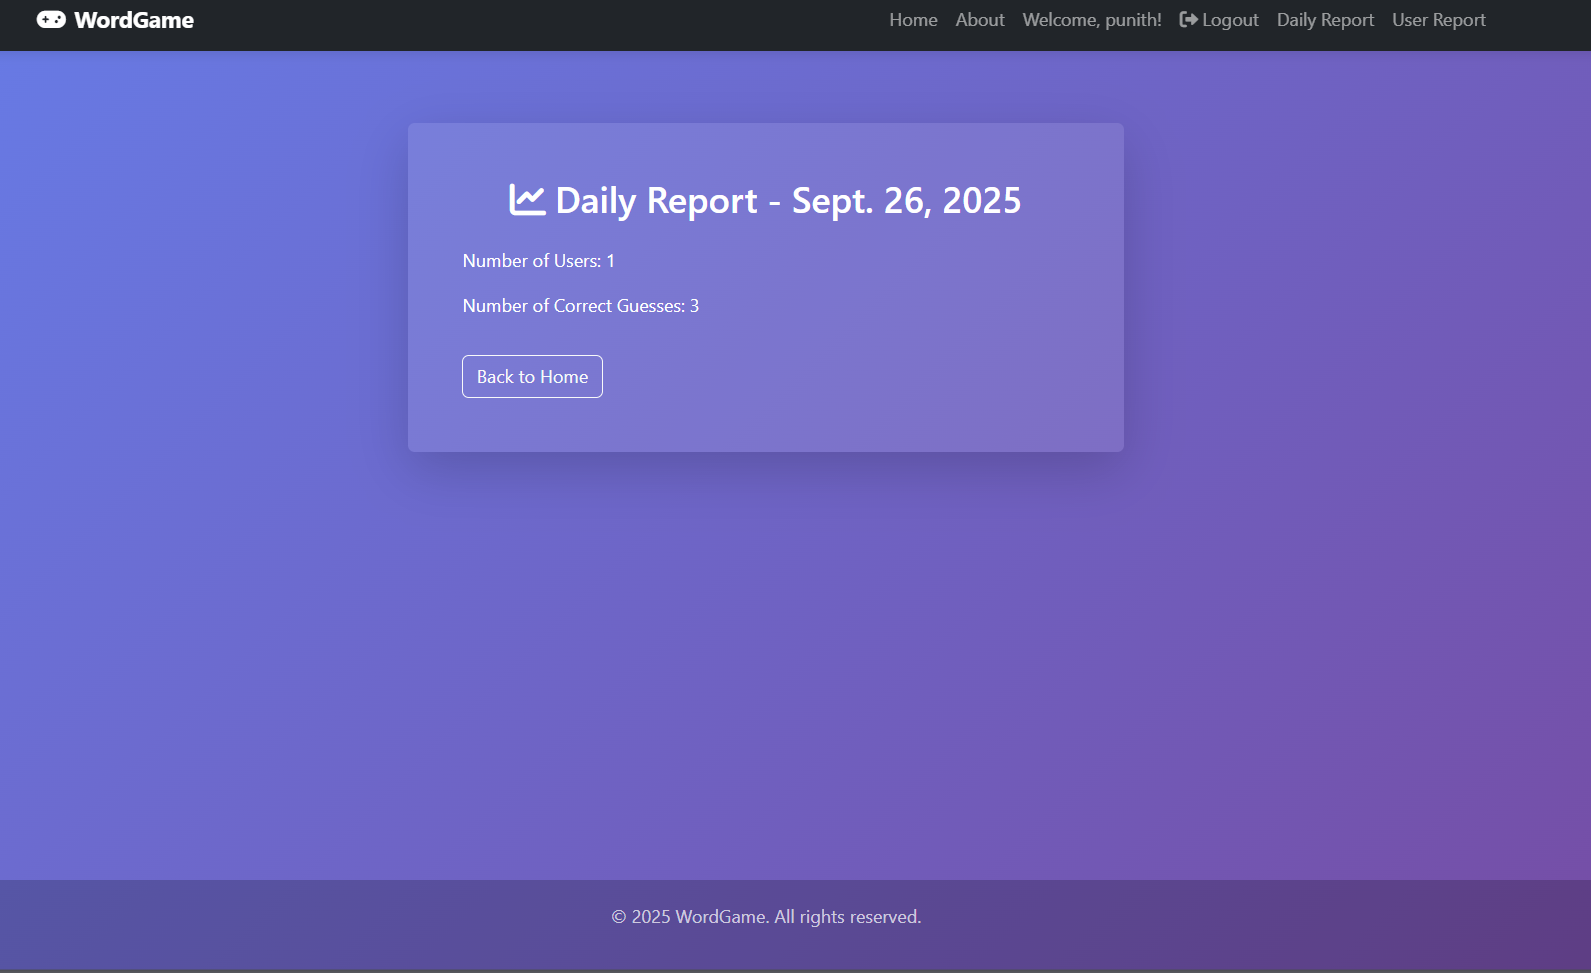 WordGame
Home About Welcome, punith! Logout Daily Report User Report
Daily Report - Sept. 26, 2025
Number of Users: 1
Number of Correct Guesses: 3
Back to Home
© 2025 WordGame. All rights reserved.